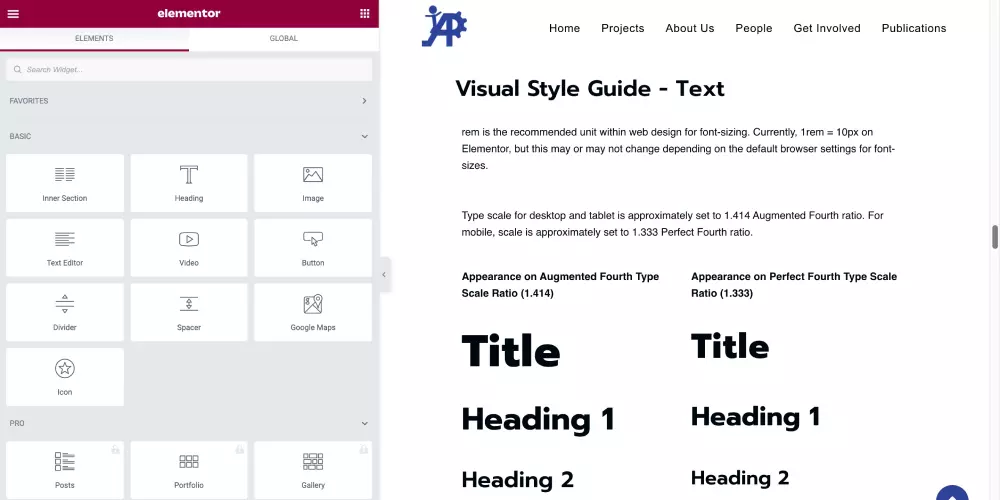 elementor
ELEMENTS
GLOBAL
Search Widget...
FAVORITES
BASIC
Inner Section
Heading
Image
Text Editor
Video
Button
Divider
Spacer
Google Maps
Icon
PRO
Posts
Portfolio
Gallery
Home
Projects
About Us
People
Get Involved
Publications
Visual Style Guide - Text
rem is the recommended unit within web design for font-sizing. Currently, 1rem = 10px on
Elementor, but this may or may not change depending on the default browser settings for font-
sizes.
Type scale for desktop and tablet is approximately set to 1.414 Augmented Fourth ratio. For
mobile, scale is approximately set to 1.333 Perfect Fourth ratio.
Appearance on Augmented Fourth Type
Scale Ratio (1.414)
Title
Heading 1
Heading 2
Appearance on Perfect Fourth Type Scale
Ratio (1.333)
Title
Heading 1
Heading 2